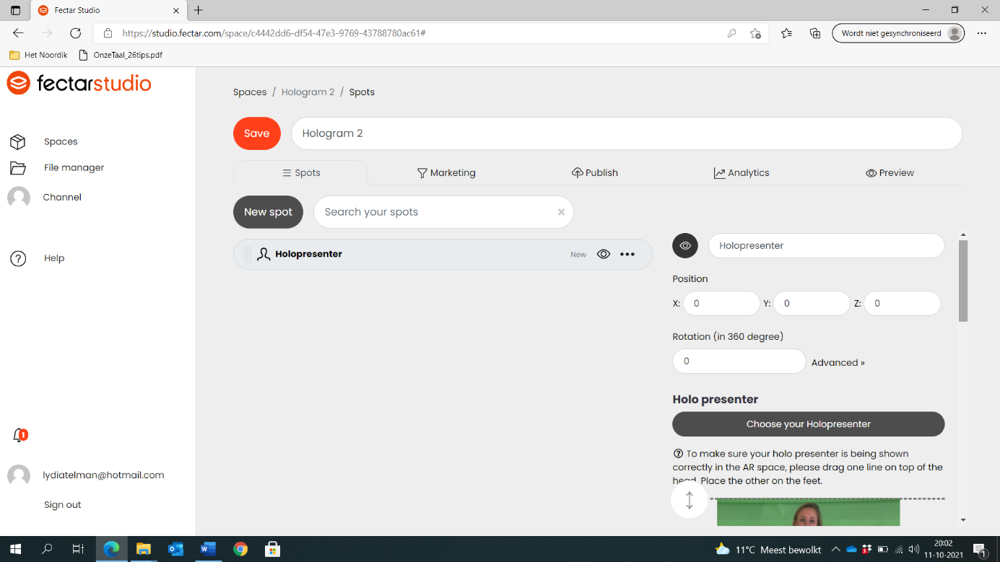 Fectar Studio
https://studio.fectar.com/space/c4442dd6-df54-47e3-9769-43788780ac61#
Wordt niet gesynchroniseerd
Het Noordik
OnzeTaal_26tips.pdf
fectarstudio
Spaces
File manager
Channel
Help
1
lydiatelman@hotmail.com
Sign out
Spaces / Hologram 2 / Spots
Save
Hologram 2
Spots
Marketing
Publish
Analytics
Preview
New spot
Search your spots
Holopresenter
New
Holopresenter
Position
X: 0 Y: 0 Z: 0
Rotation (in 360 degree)
0
Advanced »
Holo presenter
Choose your Holopresenter
To make sure your holo presenter is being shown
correctly in the AR space, please drag one line on top of the
head. Place the other on the feet.
11°C Meest bewolkt
3
20:02
11-10-2021
1